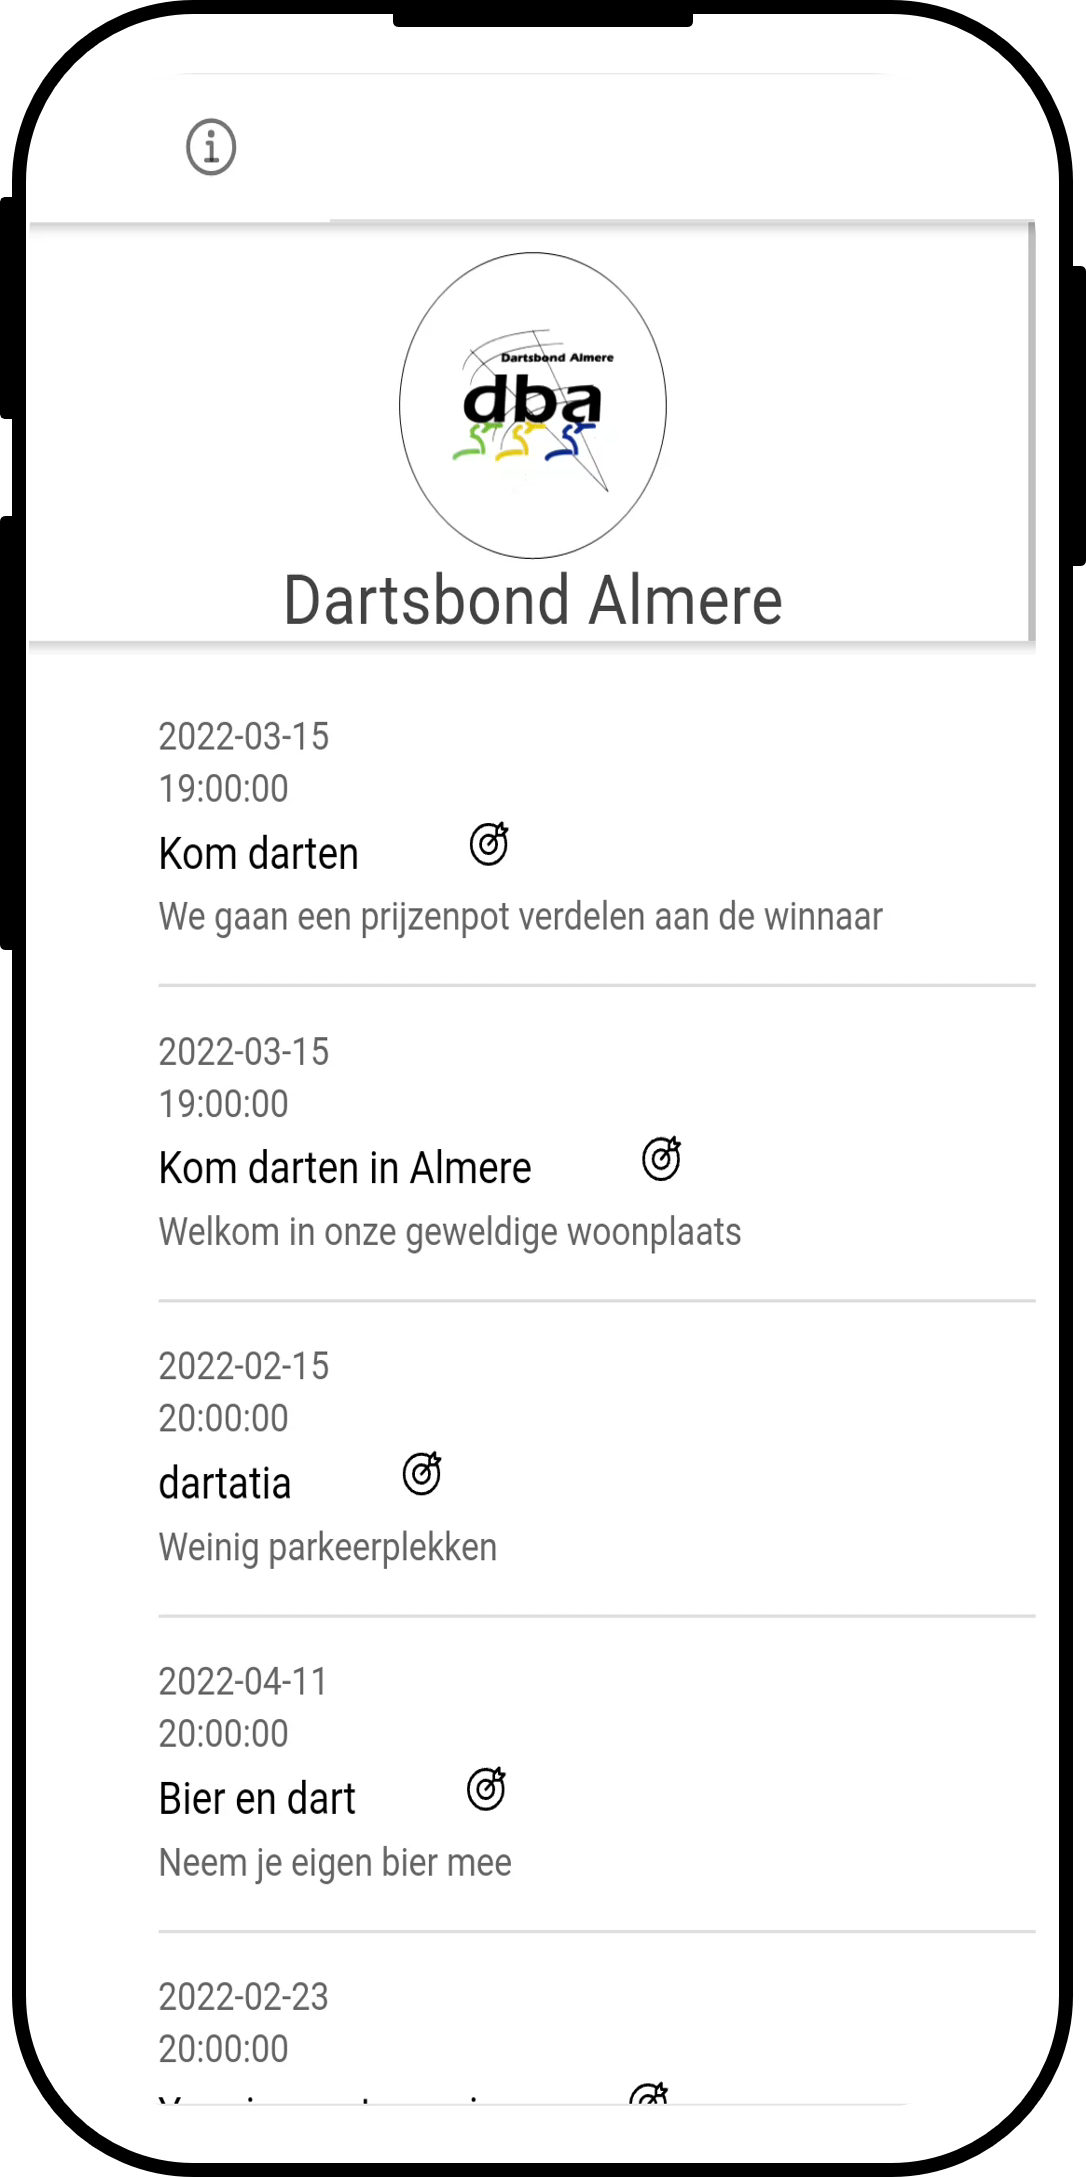 Dartsbond Almere
dba
Dartsbond Almere
2022-03-15
19:00:00
Kom darten
We gaan een prijzenpot verdelen aan de winnaar
2022-03-15
19:00:00
Kom darten in Almere
Welkom in onze geweldige woonplaats
2022-02-15
20:00:00
dartatia
Weinig parkeerplekken
2022-04-11
20:00:00
Bier en dart
Neem je eigen bier mee
2022-02-23
20:00:00